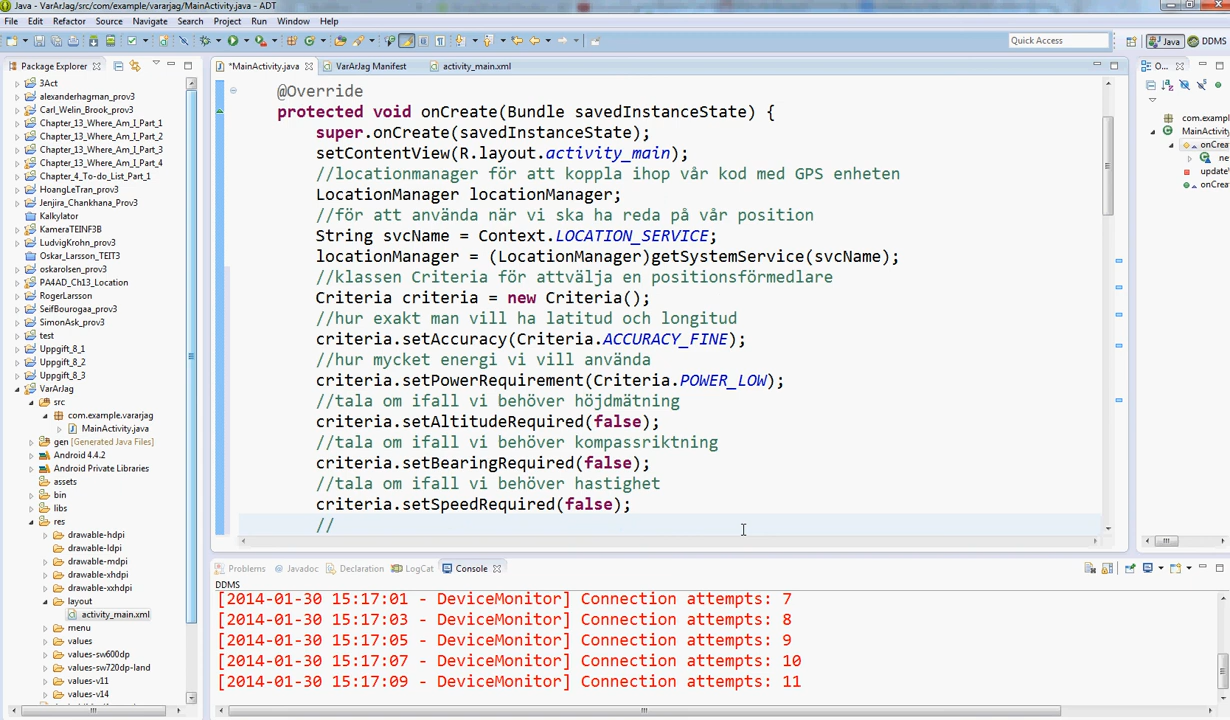 Java - VarArJag/src/com/example/vararjag/MainActivity.java - ADT
File Edit Refactor Source Navigate Search Project Run Window Help
Quick Access
Java
DDMS
Package Explorer
*MainActivity.java
VarArJag Manifest
activity_main.xml
O...
3Act
alexanderhagman_prov3
Carl_Welin_Brook_prov3
Chapter_13_Where_Am_I_Part_1
Chapter_13_Where_Am_I_Part_2
Chapter_13_Where_Am_I_Part_3
Chapter_13_Where_Am_I_Part_4
Chapter_4_To-do_List_Part_1
HoangLeTran_prov3
Jenjira_Chankhana_Prov3
Kalkylator
KameraTEINF3B
LudvigKrohn_prov3
Oskar_Larsson_TEIT3
oskarolsen_prov3
PA4AD_Ch13_Location
RogerLarsson
SeifBourogaa_prov3
SimonAsk_prov3
test
Uppgift_8_1
Uppgift_8_2
Uppgift_8_3
VarArJag
src
com.example.vararjag
MainActivity.java
gen [Generated Java Files]
Android 4.4.2
Android Private Libraries
assets
bin
libs
res
drawable-hdpi
drawable-ldpi
drawable-mdpi
drawable-xhdpi
drawable-xxhdpi
layout
activity_main.xml
menu
values
values-sw600dp
values-sw720dp-land
values-v11
values-v14
@Override
protected void onCreate(Bundle savedInstanceState) {
super.onCreate(savedInstanceState);
setContentView(R.layout.activity_main);
//locationmanager för att koppla ihop vår kod med GPS enheten
LocationManager locationManager;
//för att använda när vi ska ha reda på vår position
String svcName = Context.LOCATION_SERVICE;
locationManager = (LocationManager)getSystemService(svcName);
//klassen Criteria för attvälja en positionsförmedlare
Criteria criteria = new Criteria();
//hur exakt man vill ha latitud och longitud
criteria.setAccuracy(Criteria.ACCURACY_FINE);
//hur mycket energi vi vill använda
criteria.setPowerRequirement(Criteria.POWER_LOW);
//tala om ifall vi behöver höjdmätning
criteria.setAltitudeRequired(false);
//tala om ifall vi behöver kompassriktning
criteria.setBearingRequired(false);
//tala om ifall vi behöver hastighet
criteria.setSpeedRequired(false);
//
com.exam
MainActivity
onCrea
ne
update
onCrea
Problems
Javadoc
Declaration
LogCat
Console
DDMS
[2014-01-30 15:17:01 - DeviceMonitor] Connection attempts: 7
[2014-01-30 15:17:03 - DeviceMonitor] Connection attempts: 8
[2014-01-30 15:17:05 - DeviceMonitor] Connection attempts: 9
[2014-01-30 15:17:07 - DeviceMonitor] Connection attempts: 10
[2014-01-30 15:17:09 - DeviceMonitor] Connection attempts: 11